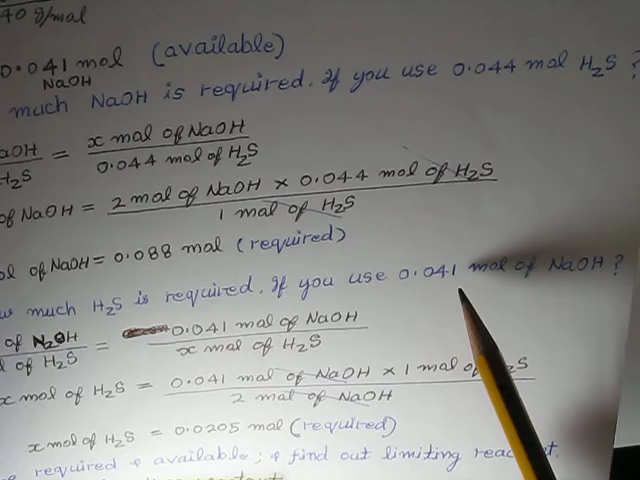 40 g/mol
0.041 mol (available)
NaOH
much NaOH is required. If you use 0.044 mol H₂S ?
= x mol of NaOH / 0.044 mol of H₂S
H₂S
of NaOH = 2 mol of NaOH × 0.044 mol of H₂S / 1 mol of H₂S
of NaOH = 0.088 mol (required)
much H₂S is required. If you use 0.041 mol of NaOH ?
of NaOH / of H₂S = 0.041 mol of NaOH / x mol of H₂S
x mol of H₂S = 0.041 mol of NaOH × 1 mol of H₂S / 2 mol of NaOH
x mol of H₂S = 0.0205 mol (required)
required & available; & find out limiting